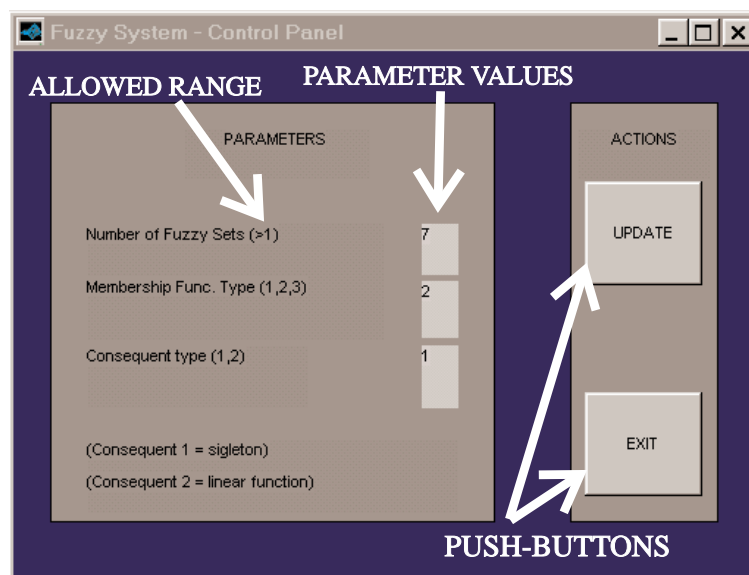 Fuzzy System - Control Panel
ALLOWED RANGE
PARAMETER VALUES
PARAMETERS
ACTIONS
Number of Fuzzy Sets (>1)
7
UPDATE
Membership Func. Type (1,2,3)
2
Consequent type (1,2)
1
(Consequent 1 = sigleton)
EXIT
(Consequent 2 = linear function)
PUSH-BUTTONS